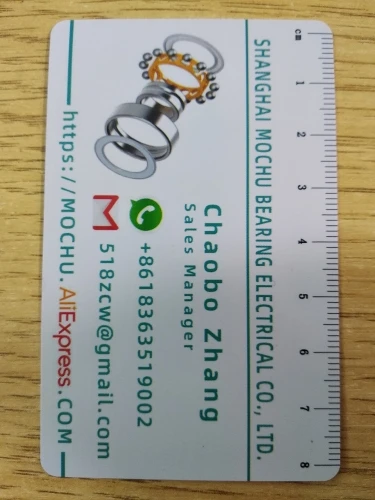 cm 1 2 3 4 5 6 7 8
SHANGHAI MOCHU BEARING ELECTRICAL CO., LTD.
Chaobo Zhang
Sales Manager
+8618363519002
518zcw@gmail.com
https://MOCHU.AliExpress.COM